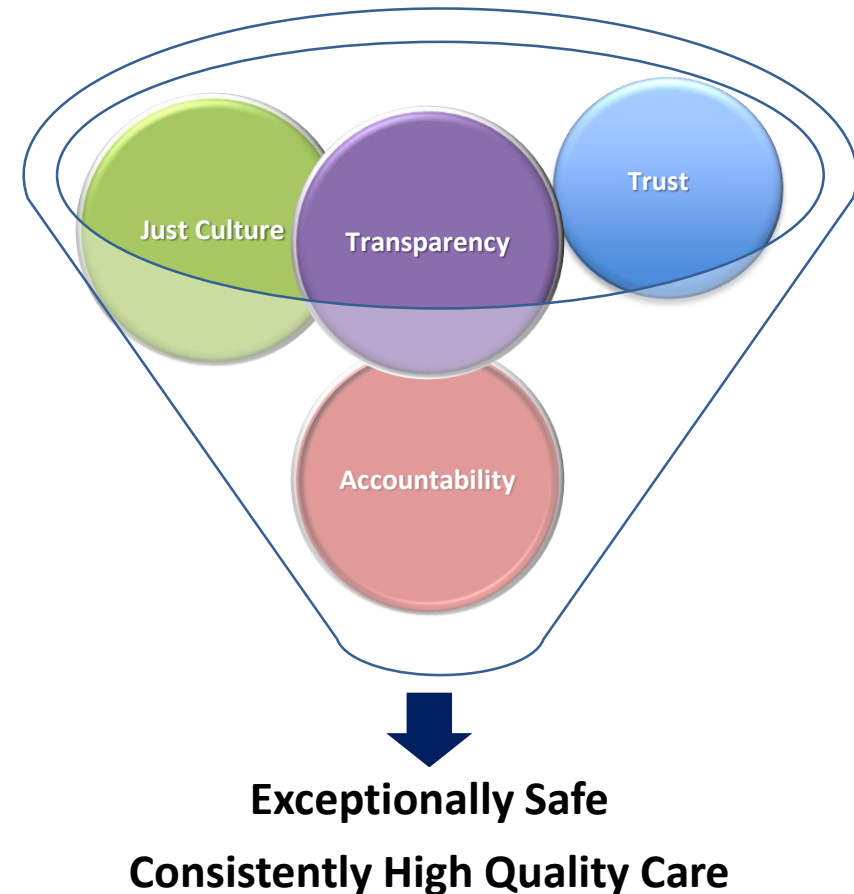 Trust
Just Culture
Transparency
Accountability
Exceptionally Safe
Consistently High Quality Care